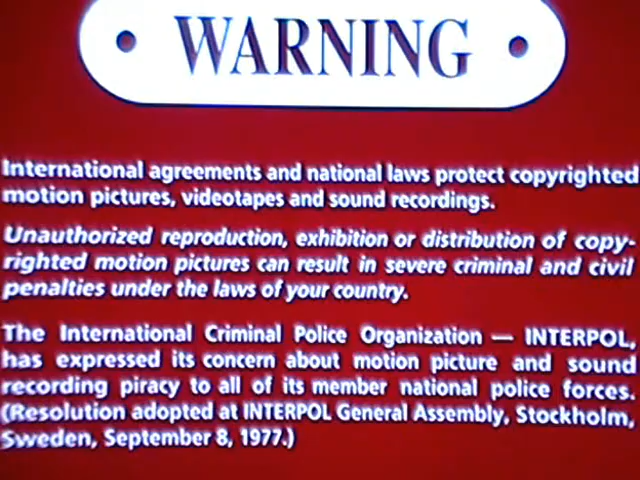 WARNING
International agreements and national laws protect copyrighted
motion pictures, videotapes and sound recordings.
Unauthorized reproduction, exhibition or distribution of copy-
righted motion pictures can result in severe criminal and civil
penalties under the laws of your country.
The International Criminal Police Organization — INTERPOL,
has expressed its concern about motion picture and sound
recording piracy to all of its member national police forces.
(Resolution adopted at INTERPOL General Assembly, Stockholm,
Sweden, September 8, 1977.)